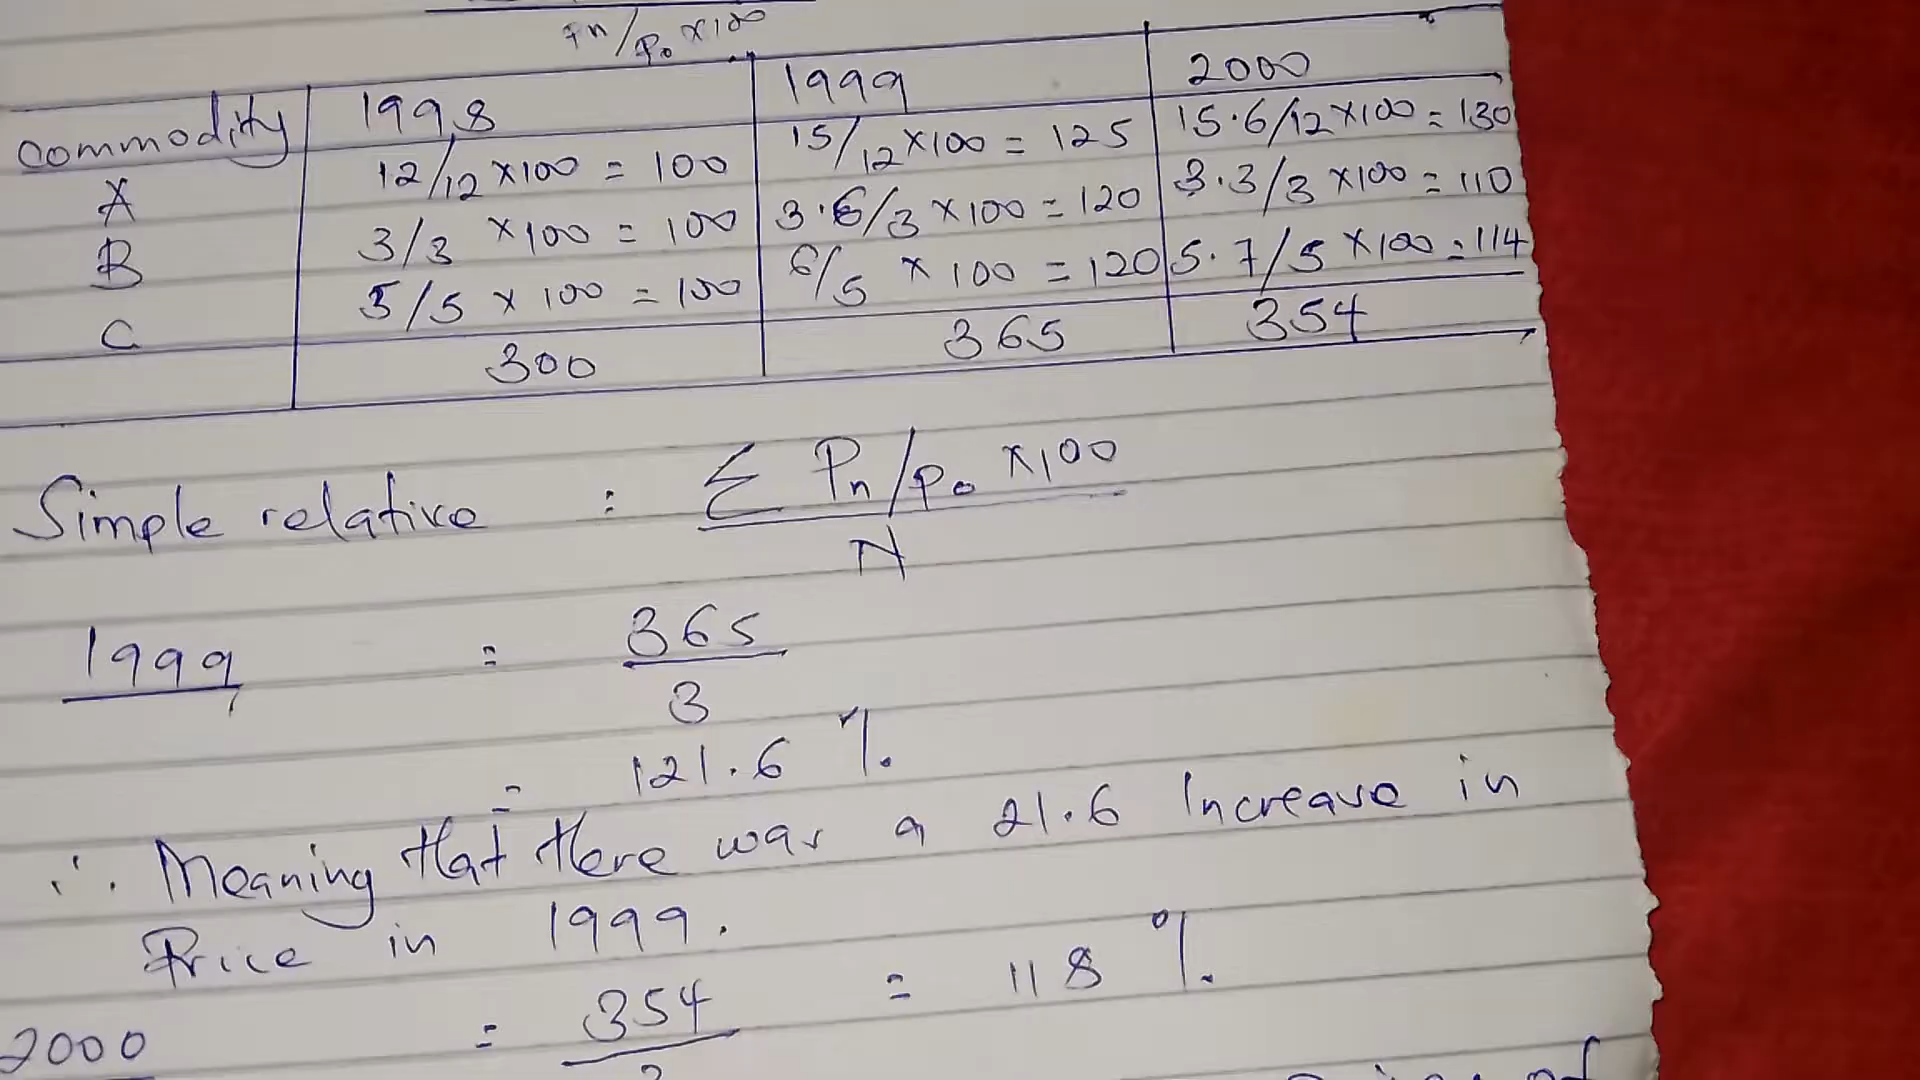 Pn/Po x100
commodity 1998 1999 2000
A 12/12 x100 = 100 15/12 x100 = 125 15.6/12 x100 = 130
B 3/3 x100 = 100 3.6/3 x100 = 120 3.3/3 x100 = 110
C 5/5 x 100 = 100 6/5 x 100 = 120 5.7/5 x100 = 114
300 365 354
Simple relative : Σ Pn/Po x100
N
1999 = 365
3
= 121.6 %
∴ Meaning that there was a 21.6 Increase in
Price in 1999.
2000 = 354 = 118 %
of